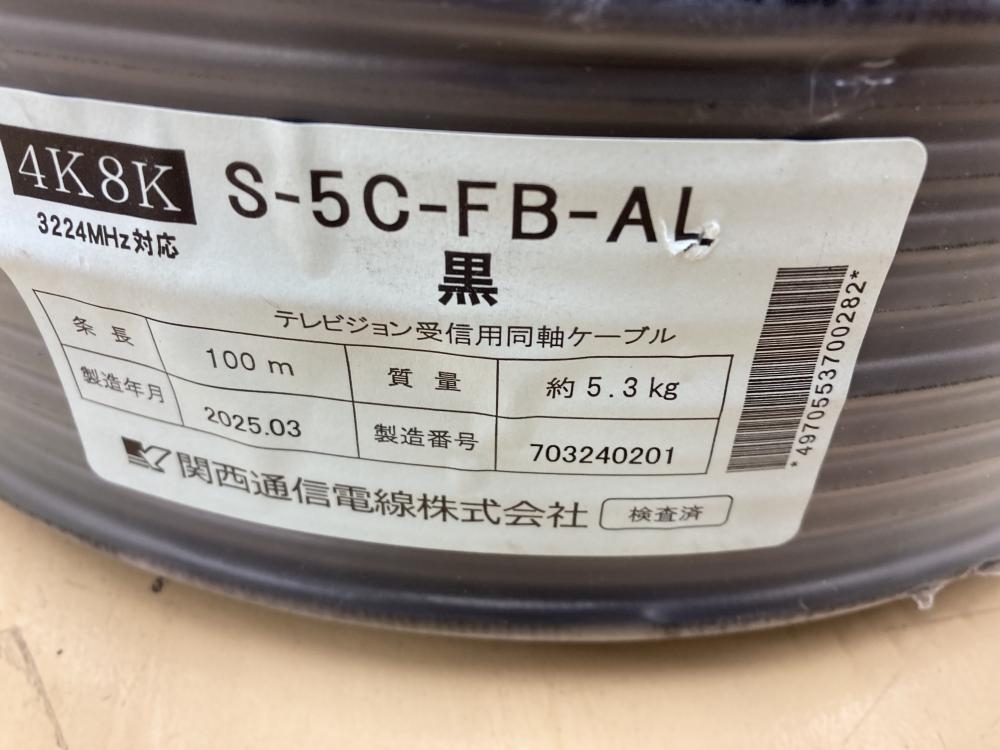 4K8K
3224MHz対応
S-5C-FB-AL
黒
テレビジョン受信用同軸ケーブル
条長 100m 質量 約5.3kg
製造年月 2025.03 製造番号 703240201
関西通信電線株式会社 検査済
*4970553700282*